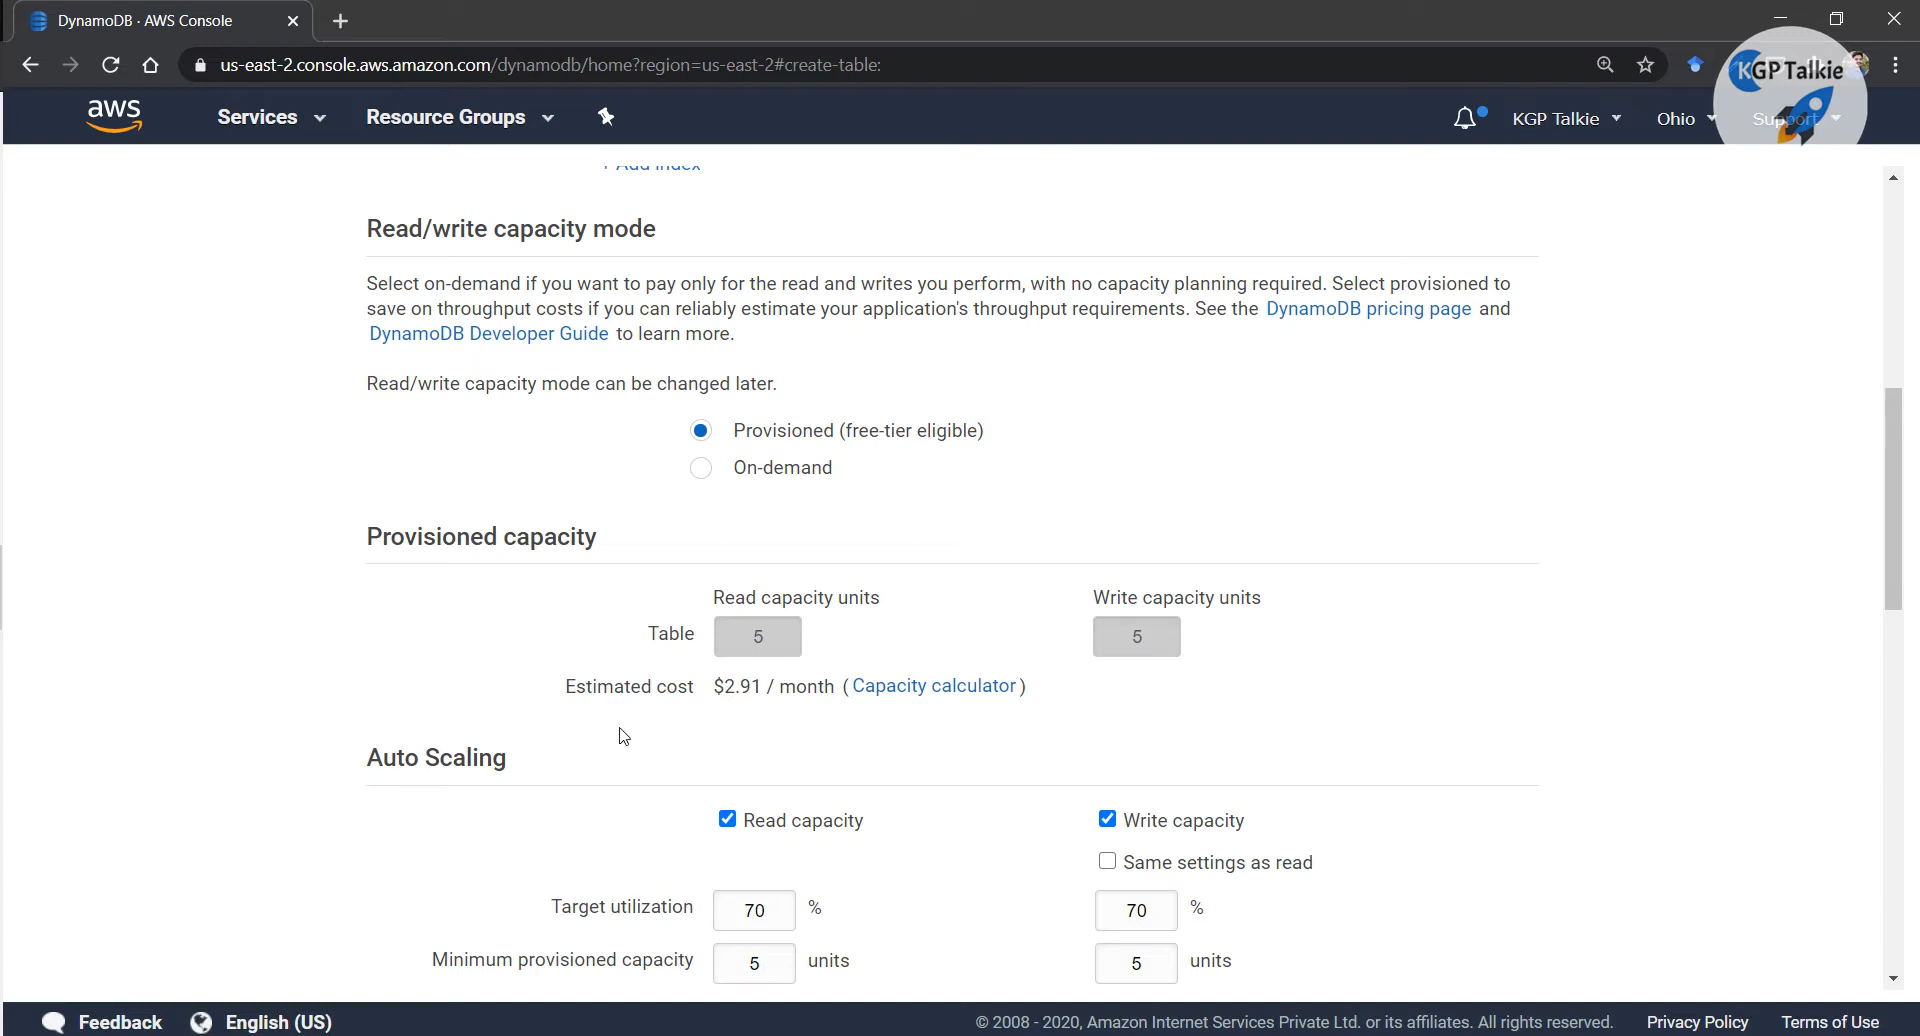 DynamoDB · AWS Console
us-east-2.console.aws.amazon.com/dynamodb/home?region=us-east-2#create-table:
KGPTalkie
aws Services Resource Groups KGP Talkie Ohio Support
+ Add index
Read/write capacity mode
Select on-demand if you want to pay only for the read and writes you perform, with no capacity planning required. Select provisioned to
save on throughput costs if you can reliably estimate your application's throughput requirements. See the DynamoDB pricing page and
DynamoDB Developer Guide to learn more.
Read/write capacity mode can be changed later.
Provisioned (free-tier eligible)
On-demand
Provisioned capacity
Read capacity units Write capacity units
Table 5 5
Estimated cost $2.91 / month ( Capacity calculator )
Auto Scaling
Read capacity Write capacity
Same settings as read
Target utilization 70 % 70 %
Minimum provisioned capacity 5 units 5 units
Feedback English (US) © 2008 - 2020, Amazon Internet Services Private Ltd. or its affiliates. All rights reserved. Privacy Policy Terms of Use